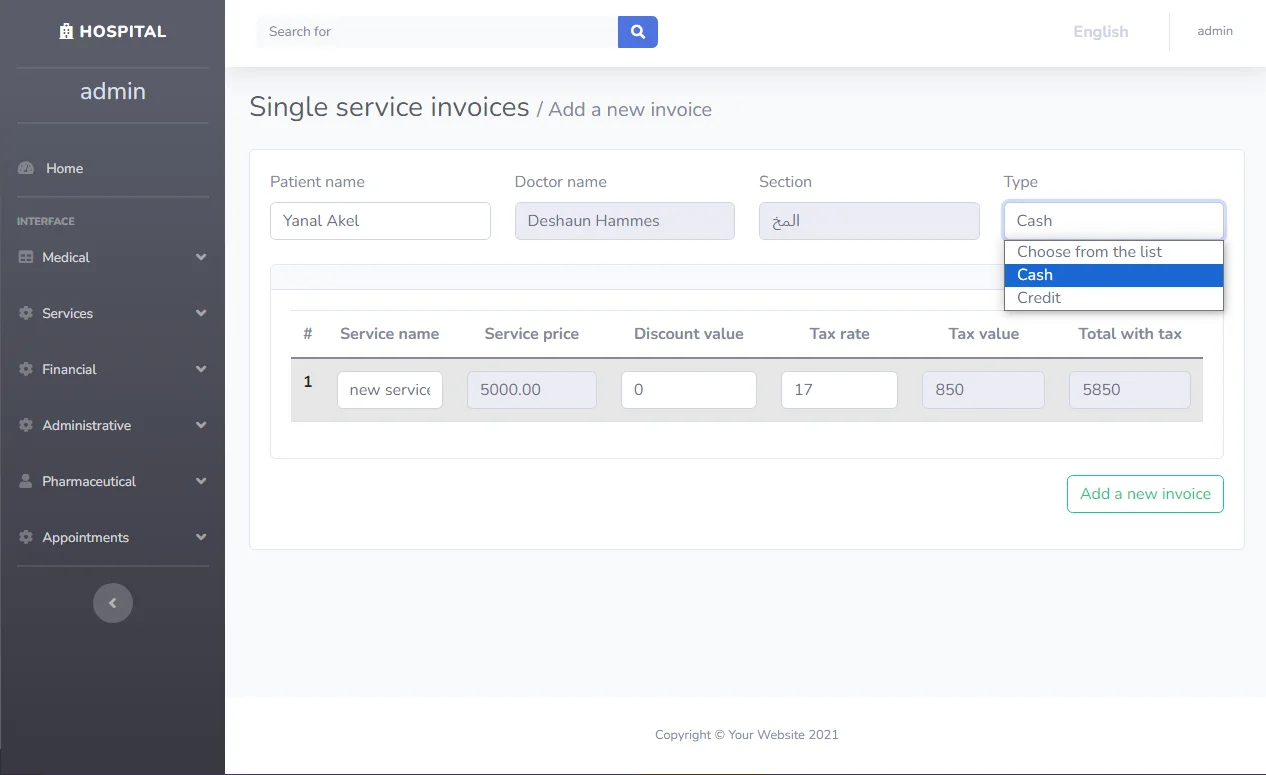 HOSPITAL
admin
Home
INTERFACE
Medical
Services
Financial
Administrative
Pharmaceutical
Appointments
Search for
English
admin
Single service invoices / Add a new invoice
Patient name Doctor name Section Type
Yanal Akel Deshaun Hammes المخ Cash
Choose from the list
Cash
Credit
# Service name Service price Discount value Tax rate Tax value Total with tax
1 new service 5000.00 0 17 850 5850
Add a new invoice
Copyright © Your Website 2021